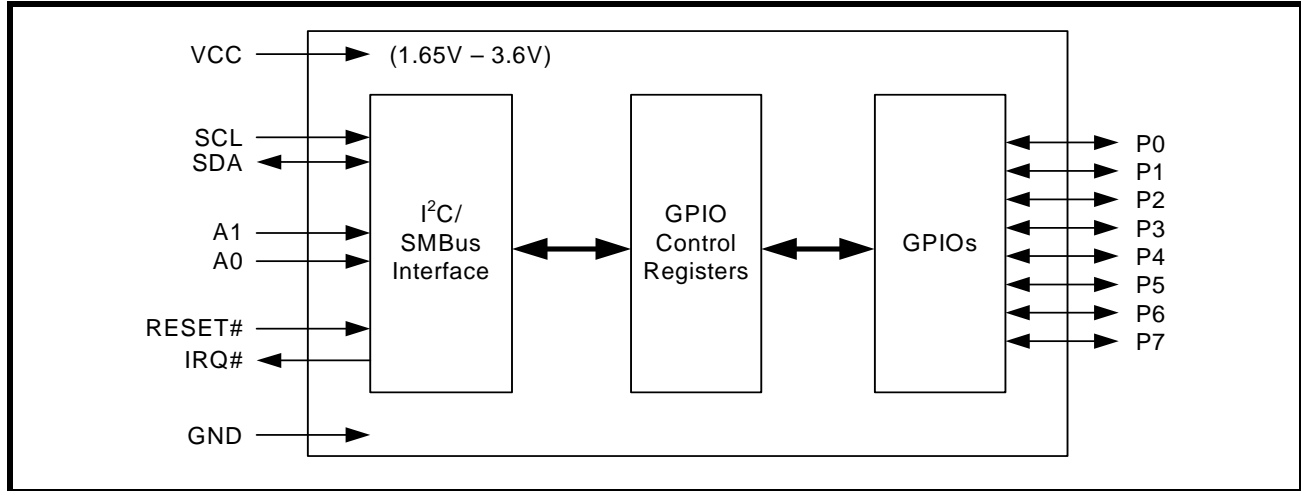 VCC
(1.65V – 3.6V)
SCL
SDA
A1
A0
RESET#
IRQ#
GND
I²C/
SMBus
Interface
GPIO
Control
Registers
GPIOs
P0
P1
P2
P3
P4
P5
P6
P7